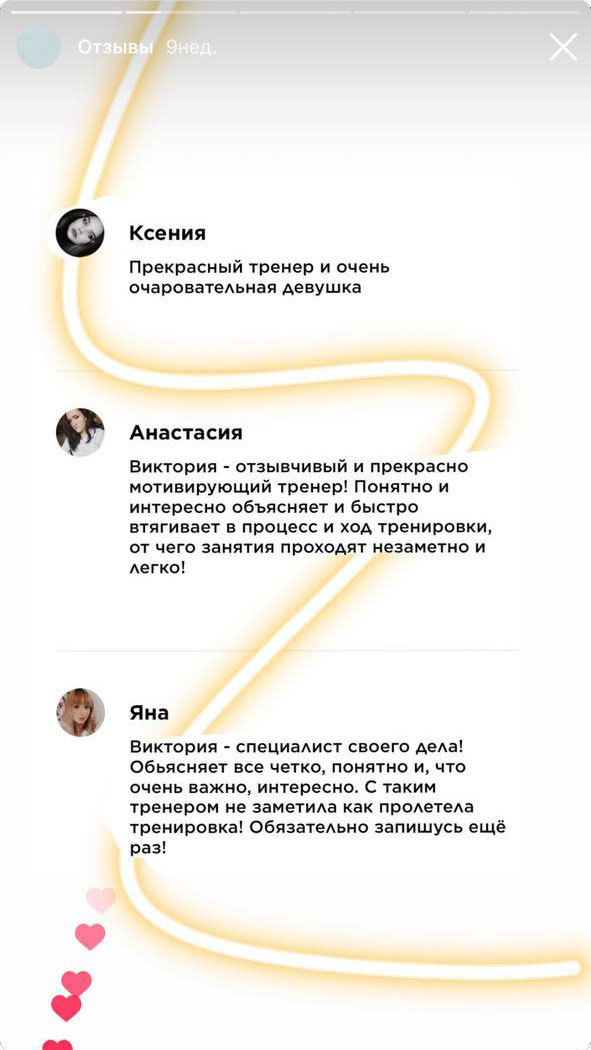 Отзывы 9нед.
Ксения
Прекрасный тренер и очень
очаровательная девушка
Анастасия
Виктория - отзывчивый и прекрасно
мотивирующий тренер! Понятно и
интересно объясняет и быстро
втягивает в процесс и ход тренировки,
от чего занятия проходят незаметно и
легко!
Яна
Виктория - специалист своего дела!
Обьясняет все четко, понятно и, что
очень важно, интересно. С таким
тренером не заметила как пролетела
тренировка! Обязательно запишусь ещё
раз!